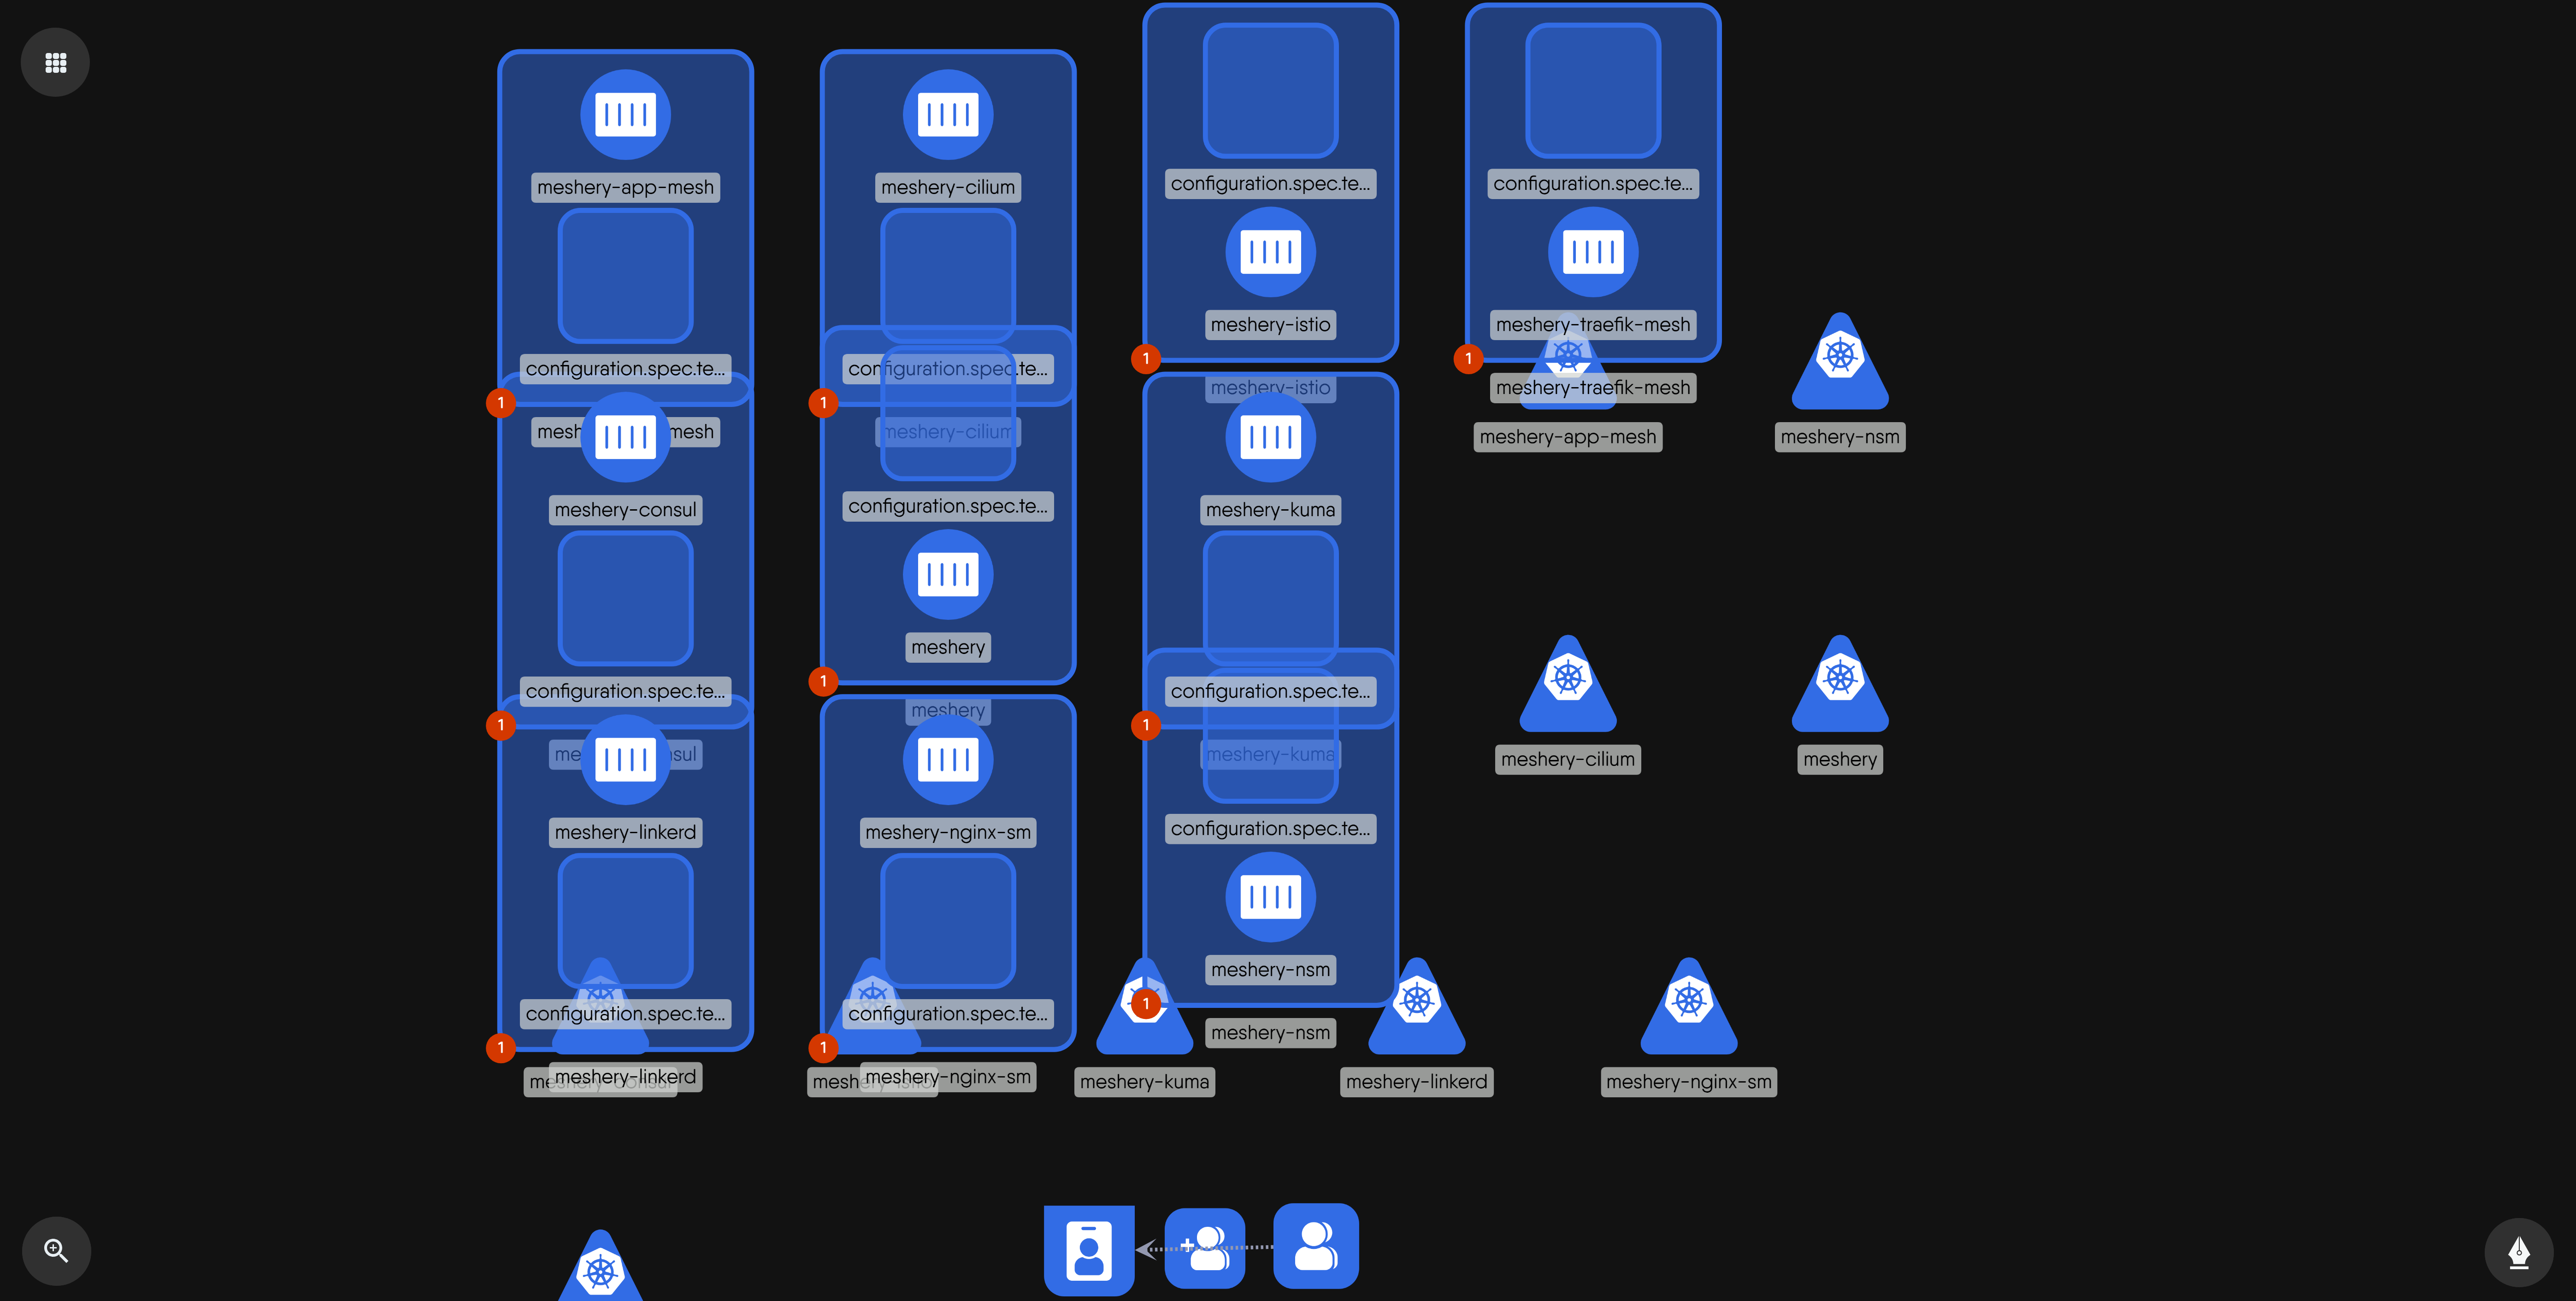 meshery-app-mesh
configuration.spec.te...
1
mesh mesh
meshery-consul
configuration.spec.te...
1
meshery-linkerd
configuration.spec.te...
1
meshery-linkerd
meshery-cilium
configuration.spec.te...
1
meshery-cilium
configuration.spec.te...
meshery
1
meshery
meshery-nginx-sm
configuration.spec.te...
1
meshery-nginx-sm
configuration.spec.te...
meshery-istio
1
meshery-istio
meshery-kuma
configuration.spec.te...
1
meshery-kuma
configuration.spec.te...
meshery-nsm
1
meshery-nsm
meshery-kuma
configuration.spec.te...
meshery-traefik-mesh
1
meshery-traefik-mesh
meshery-app-mesh
meshery-nsm
meshery-cilium
meshery
meshery-linkerd
meshery-nginx-sm